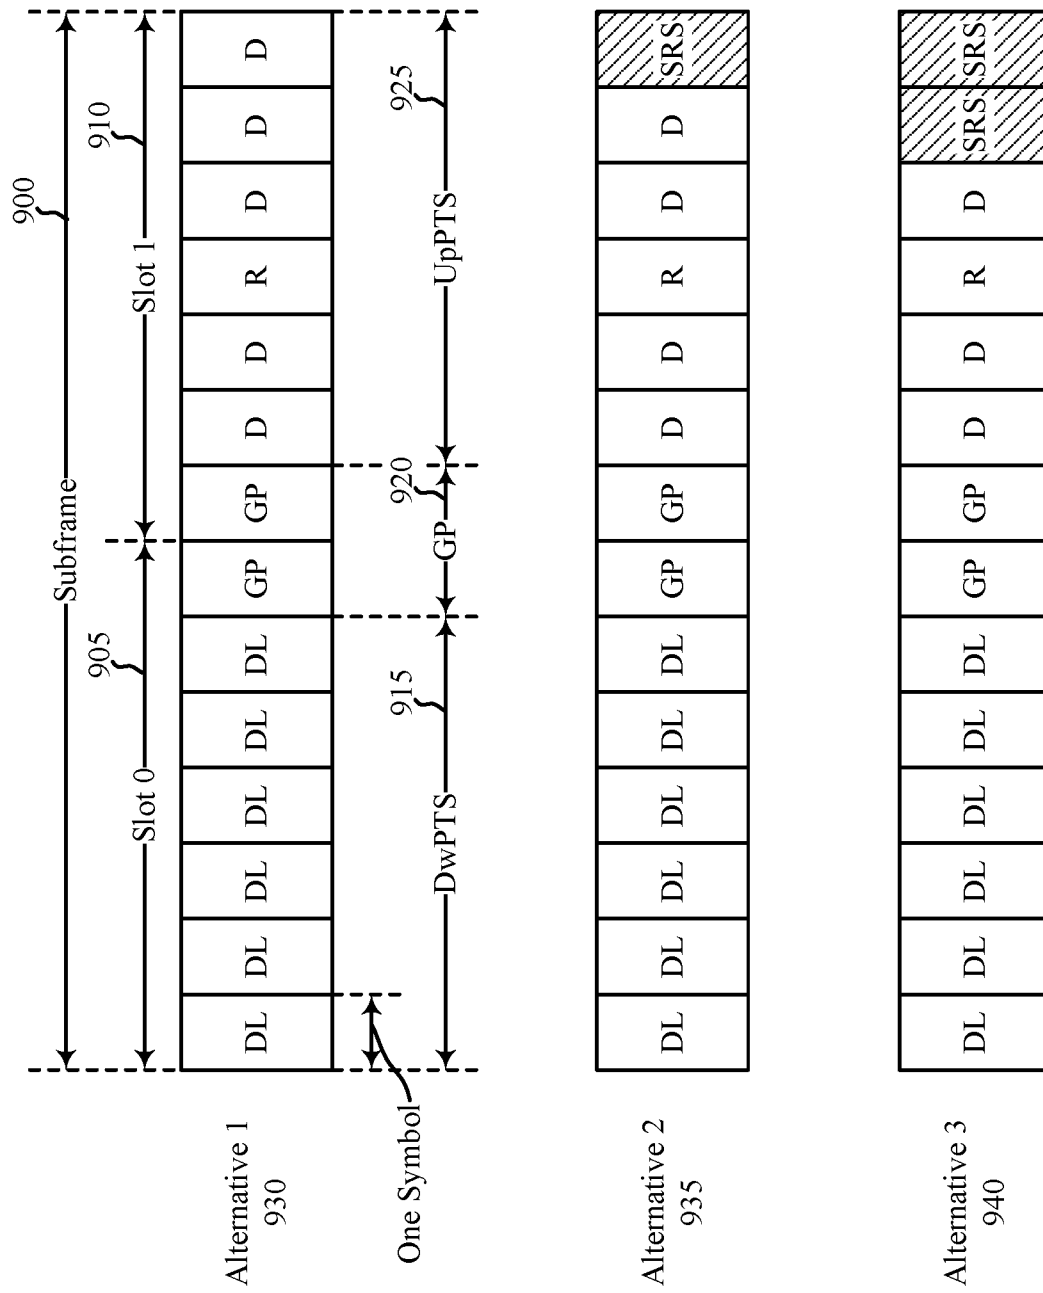 900
Subframe
905
910
Slot 0
Slot 1
Alternative 1
930
DL DL DL DL DL DL GP GP D D R D D D
One Symbol
915
920
925
DwPTS
GP
UpPTS
Alternative 2
935
DL DL DL DL DL DL GP GP D D R D D SRS
Alternative 3
940
DL DL DL DL DL DL GP GP D D R D SRS SRS